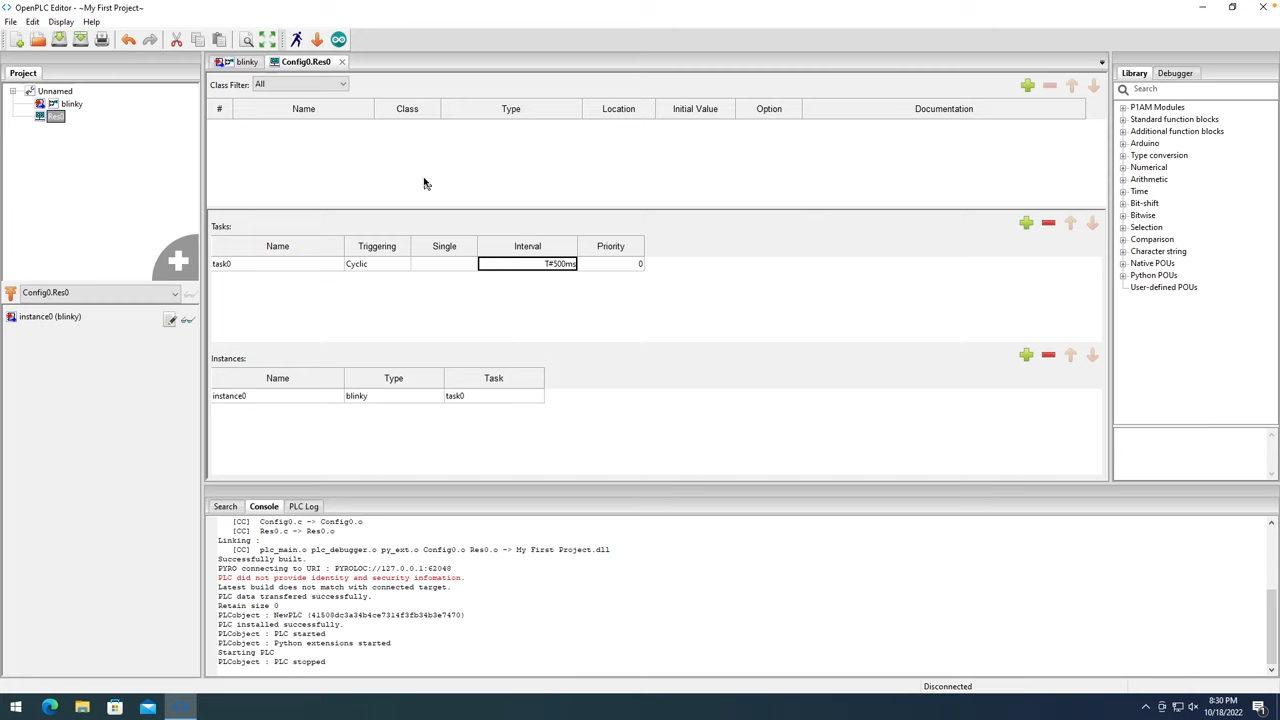 OpenPLC Editor - ~My First Project~
File Edit Display Help
Project
Unnamed
blinky
Res0
Config0.Res0
instance0 (blinky)
blinky Config0.Res0
Class Filter: All
# Name Class Type Location Initial Value Option Documentation
Tasks:
Name Triggering Single Interval Priority
task0 Cyclic T#500ms 0
Instances:
Name Type Task
instance0 blinky task0
Search Console PLC Log
[CC] Config0.c -> Config0.o
[CC] Res0.c -> Res0.o
Linking :
[CC] plc_main.o plc_debugger.o py_ext.o Config0.o Res0.o -> My First Project.dll
Successfully built.
PYRO connecting to URI : PYROLOC://127.0.0.1:62048
PLC did not provide identity and security infomation.
Latest build does not match with connected target.
PLC data transfered successfully.
Retain size 0
PLCobject : NewPLC (41508dc3a34b4ce7314f3fb34b3e7470)
PLC installed successfully.
PLCobject : PLC started
PLCobject : Python extensions started
Starting PLC
PLCobject : PLC stopped
Library Debugger
Search
P1AM Modules
Standard function blocks
Additional function blocks
Arduino
Type conversion
Numerical
Arithmetic
Time
Bit-shift
Bitwise
Selection
Comparison
Character string
Native POUs
Python POUs
User-defined POUs
Disconnected
8:30 PM
10/18/2022
1